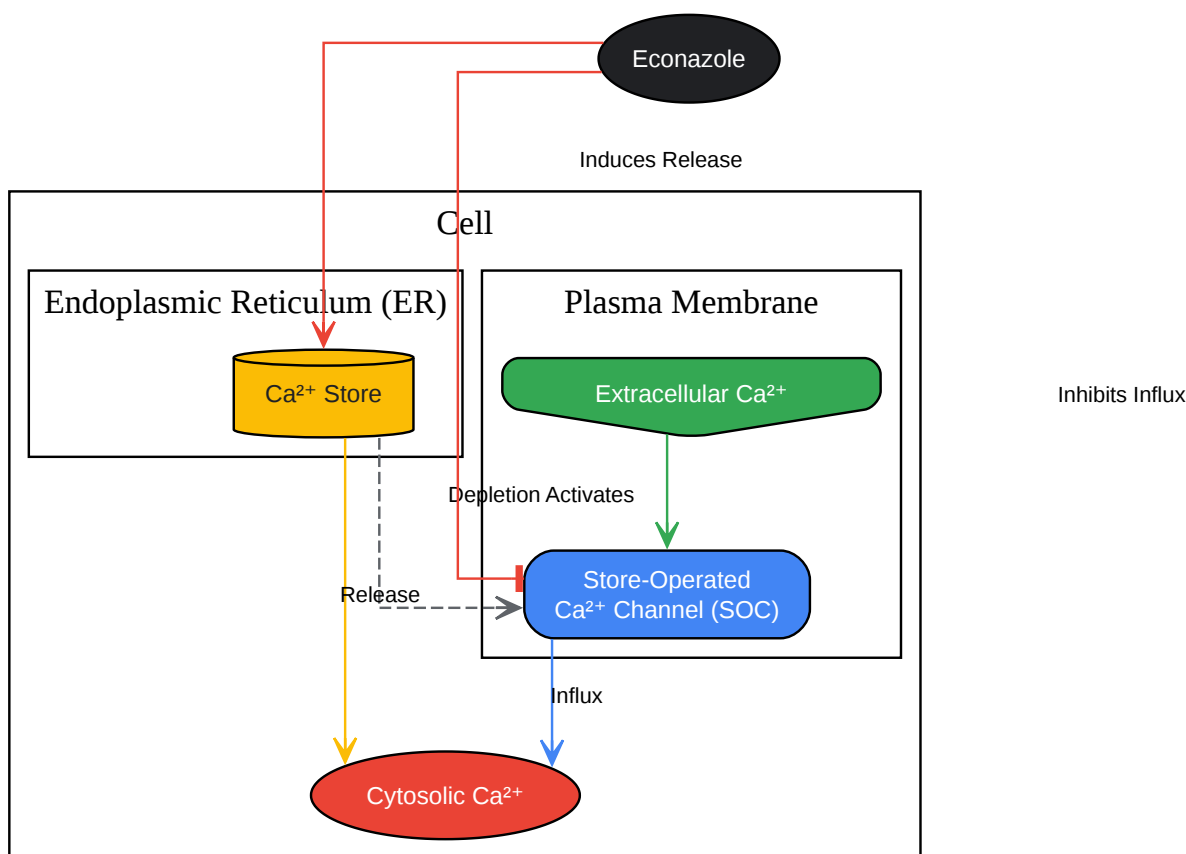 Econazole
Induces Release
Cell
Endoplasmic Reticulum (ER)
Plasma Membrane
Ca²⁺ Store
Extracellular Ca²⁺
Inhibits Influx
Depletion Activates
Store-Operated
Ca²⁺ Channel (SOC)
Release
Influx
Cytosolic Ca²⁺